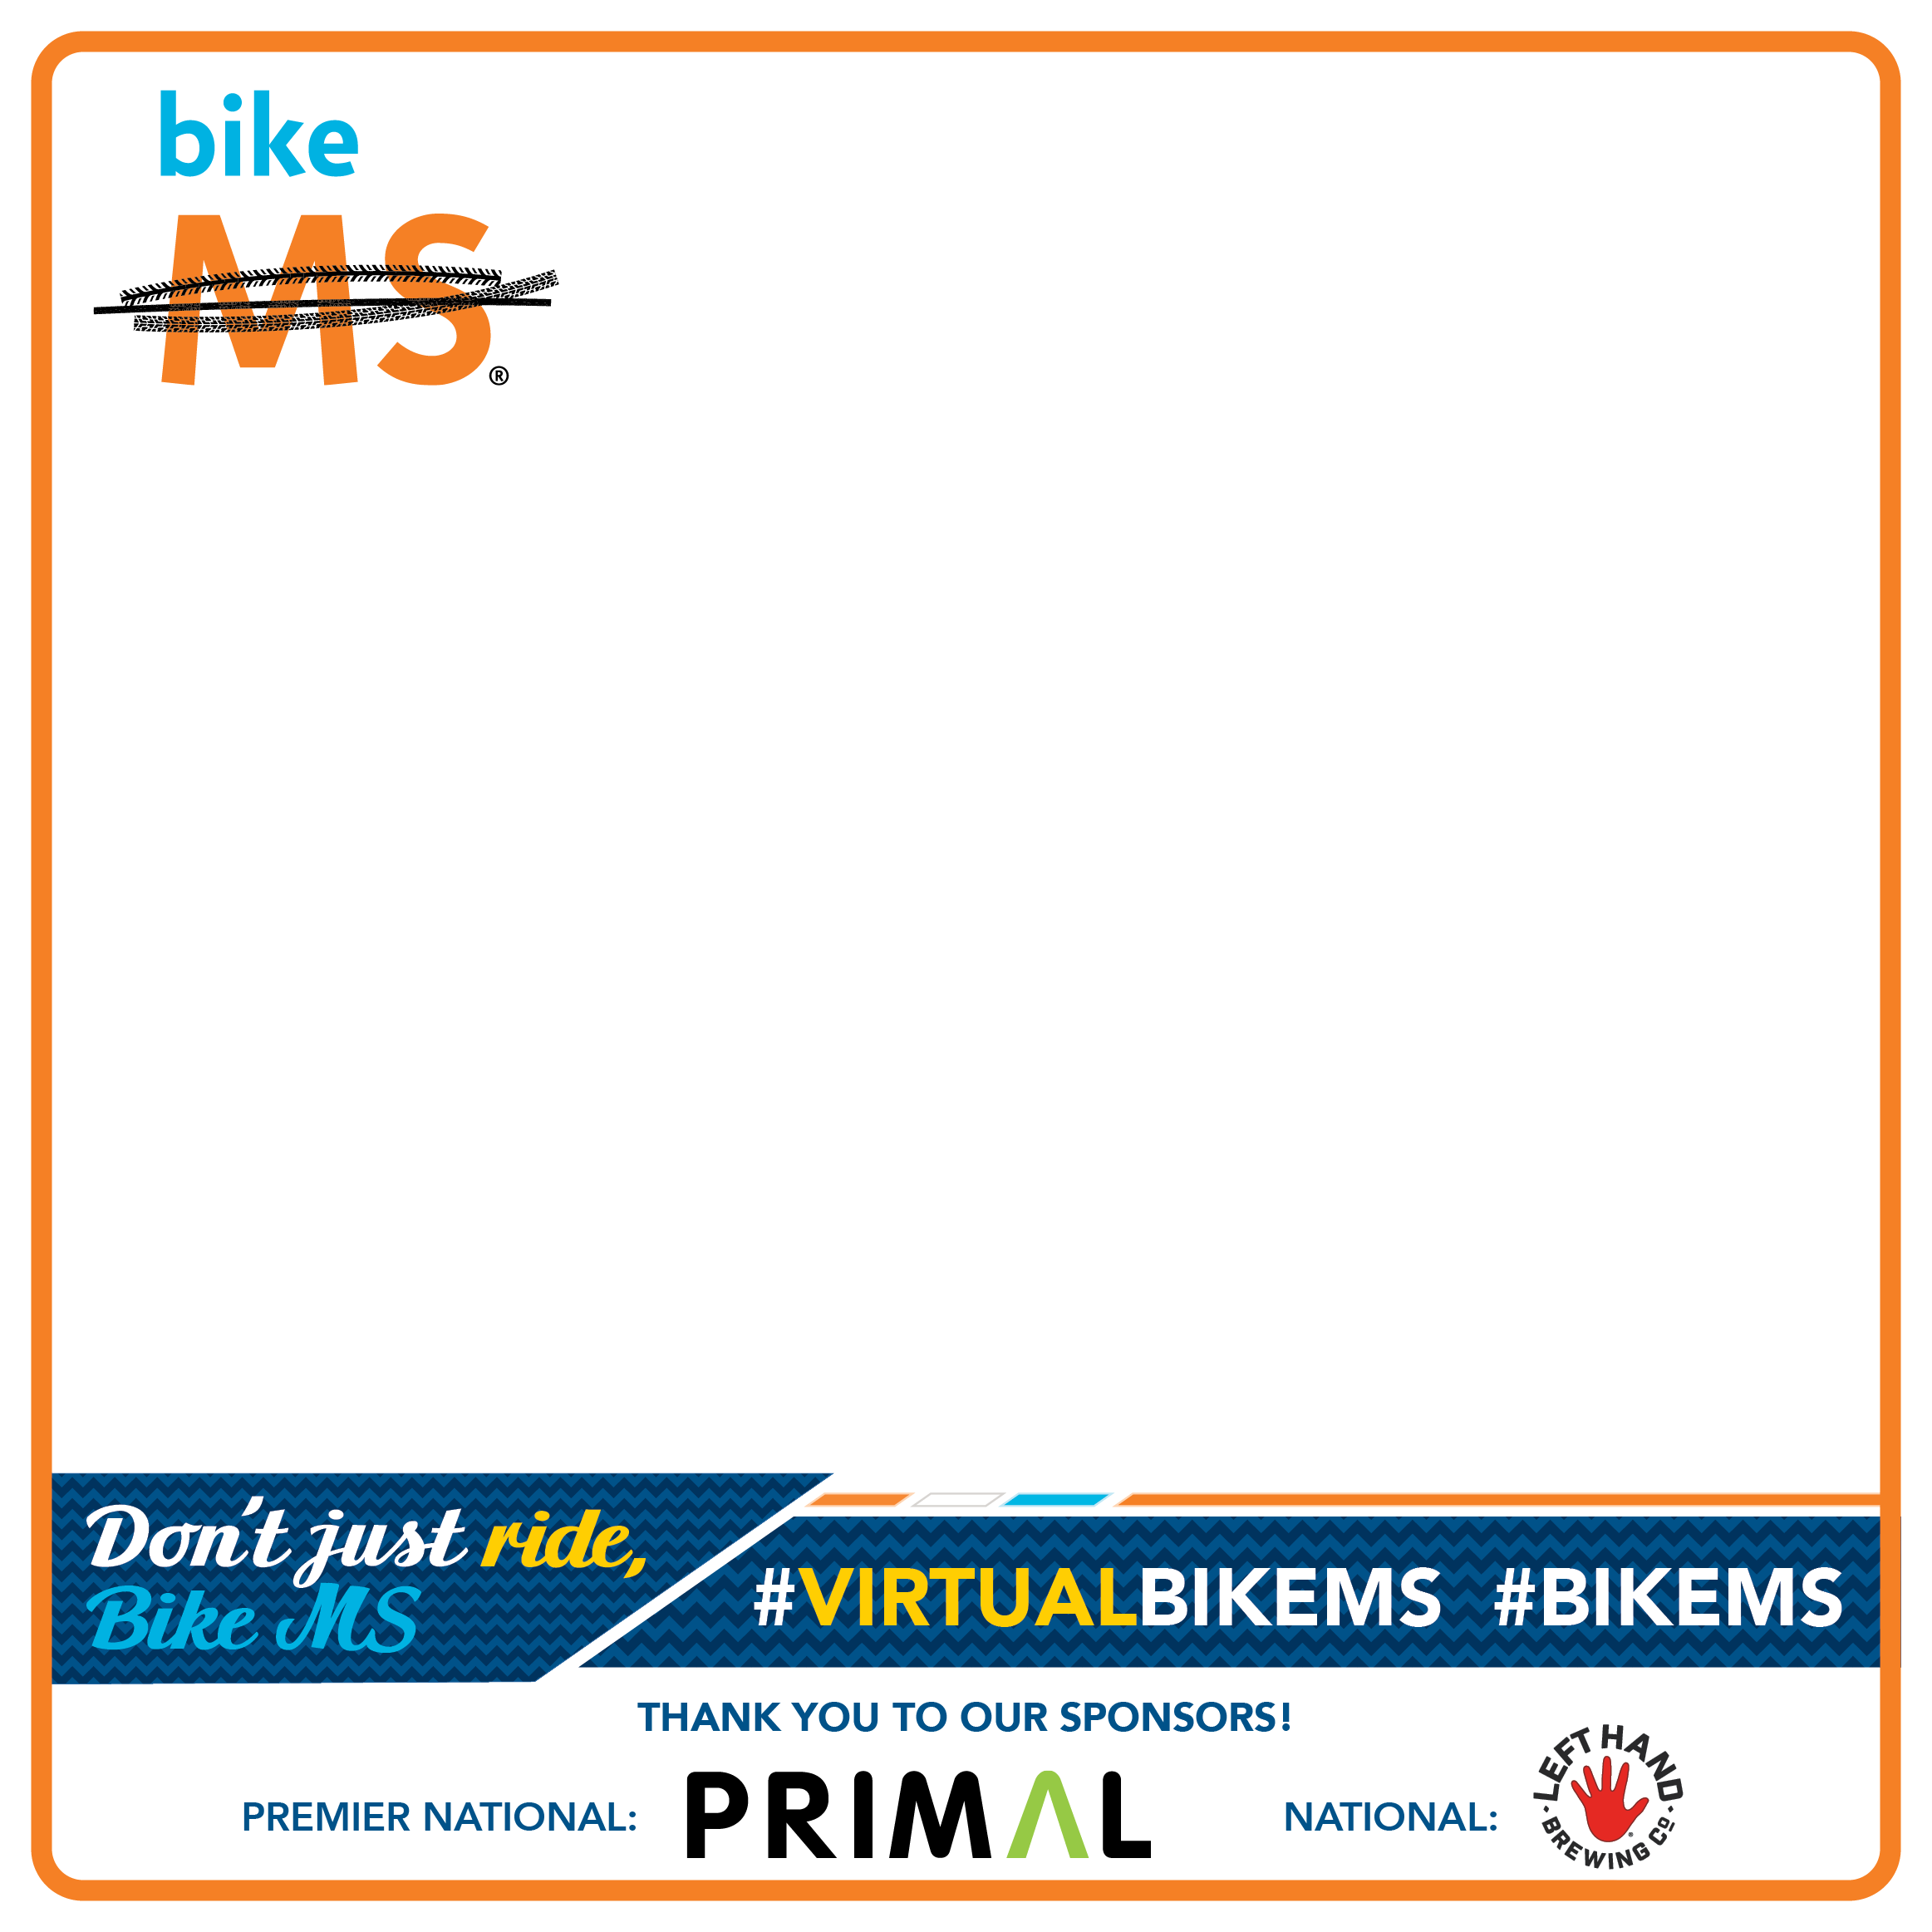 bike
MS®
Don't just ride,
Bike MS
#VIRTUALBIKEMS #BIKEMS
THANK YOU TO OUR SPONSORS!
PREMIER NATIONAL: PRIMAL NATIONAL: LEFT HAND BREWING CO. ®